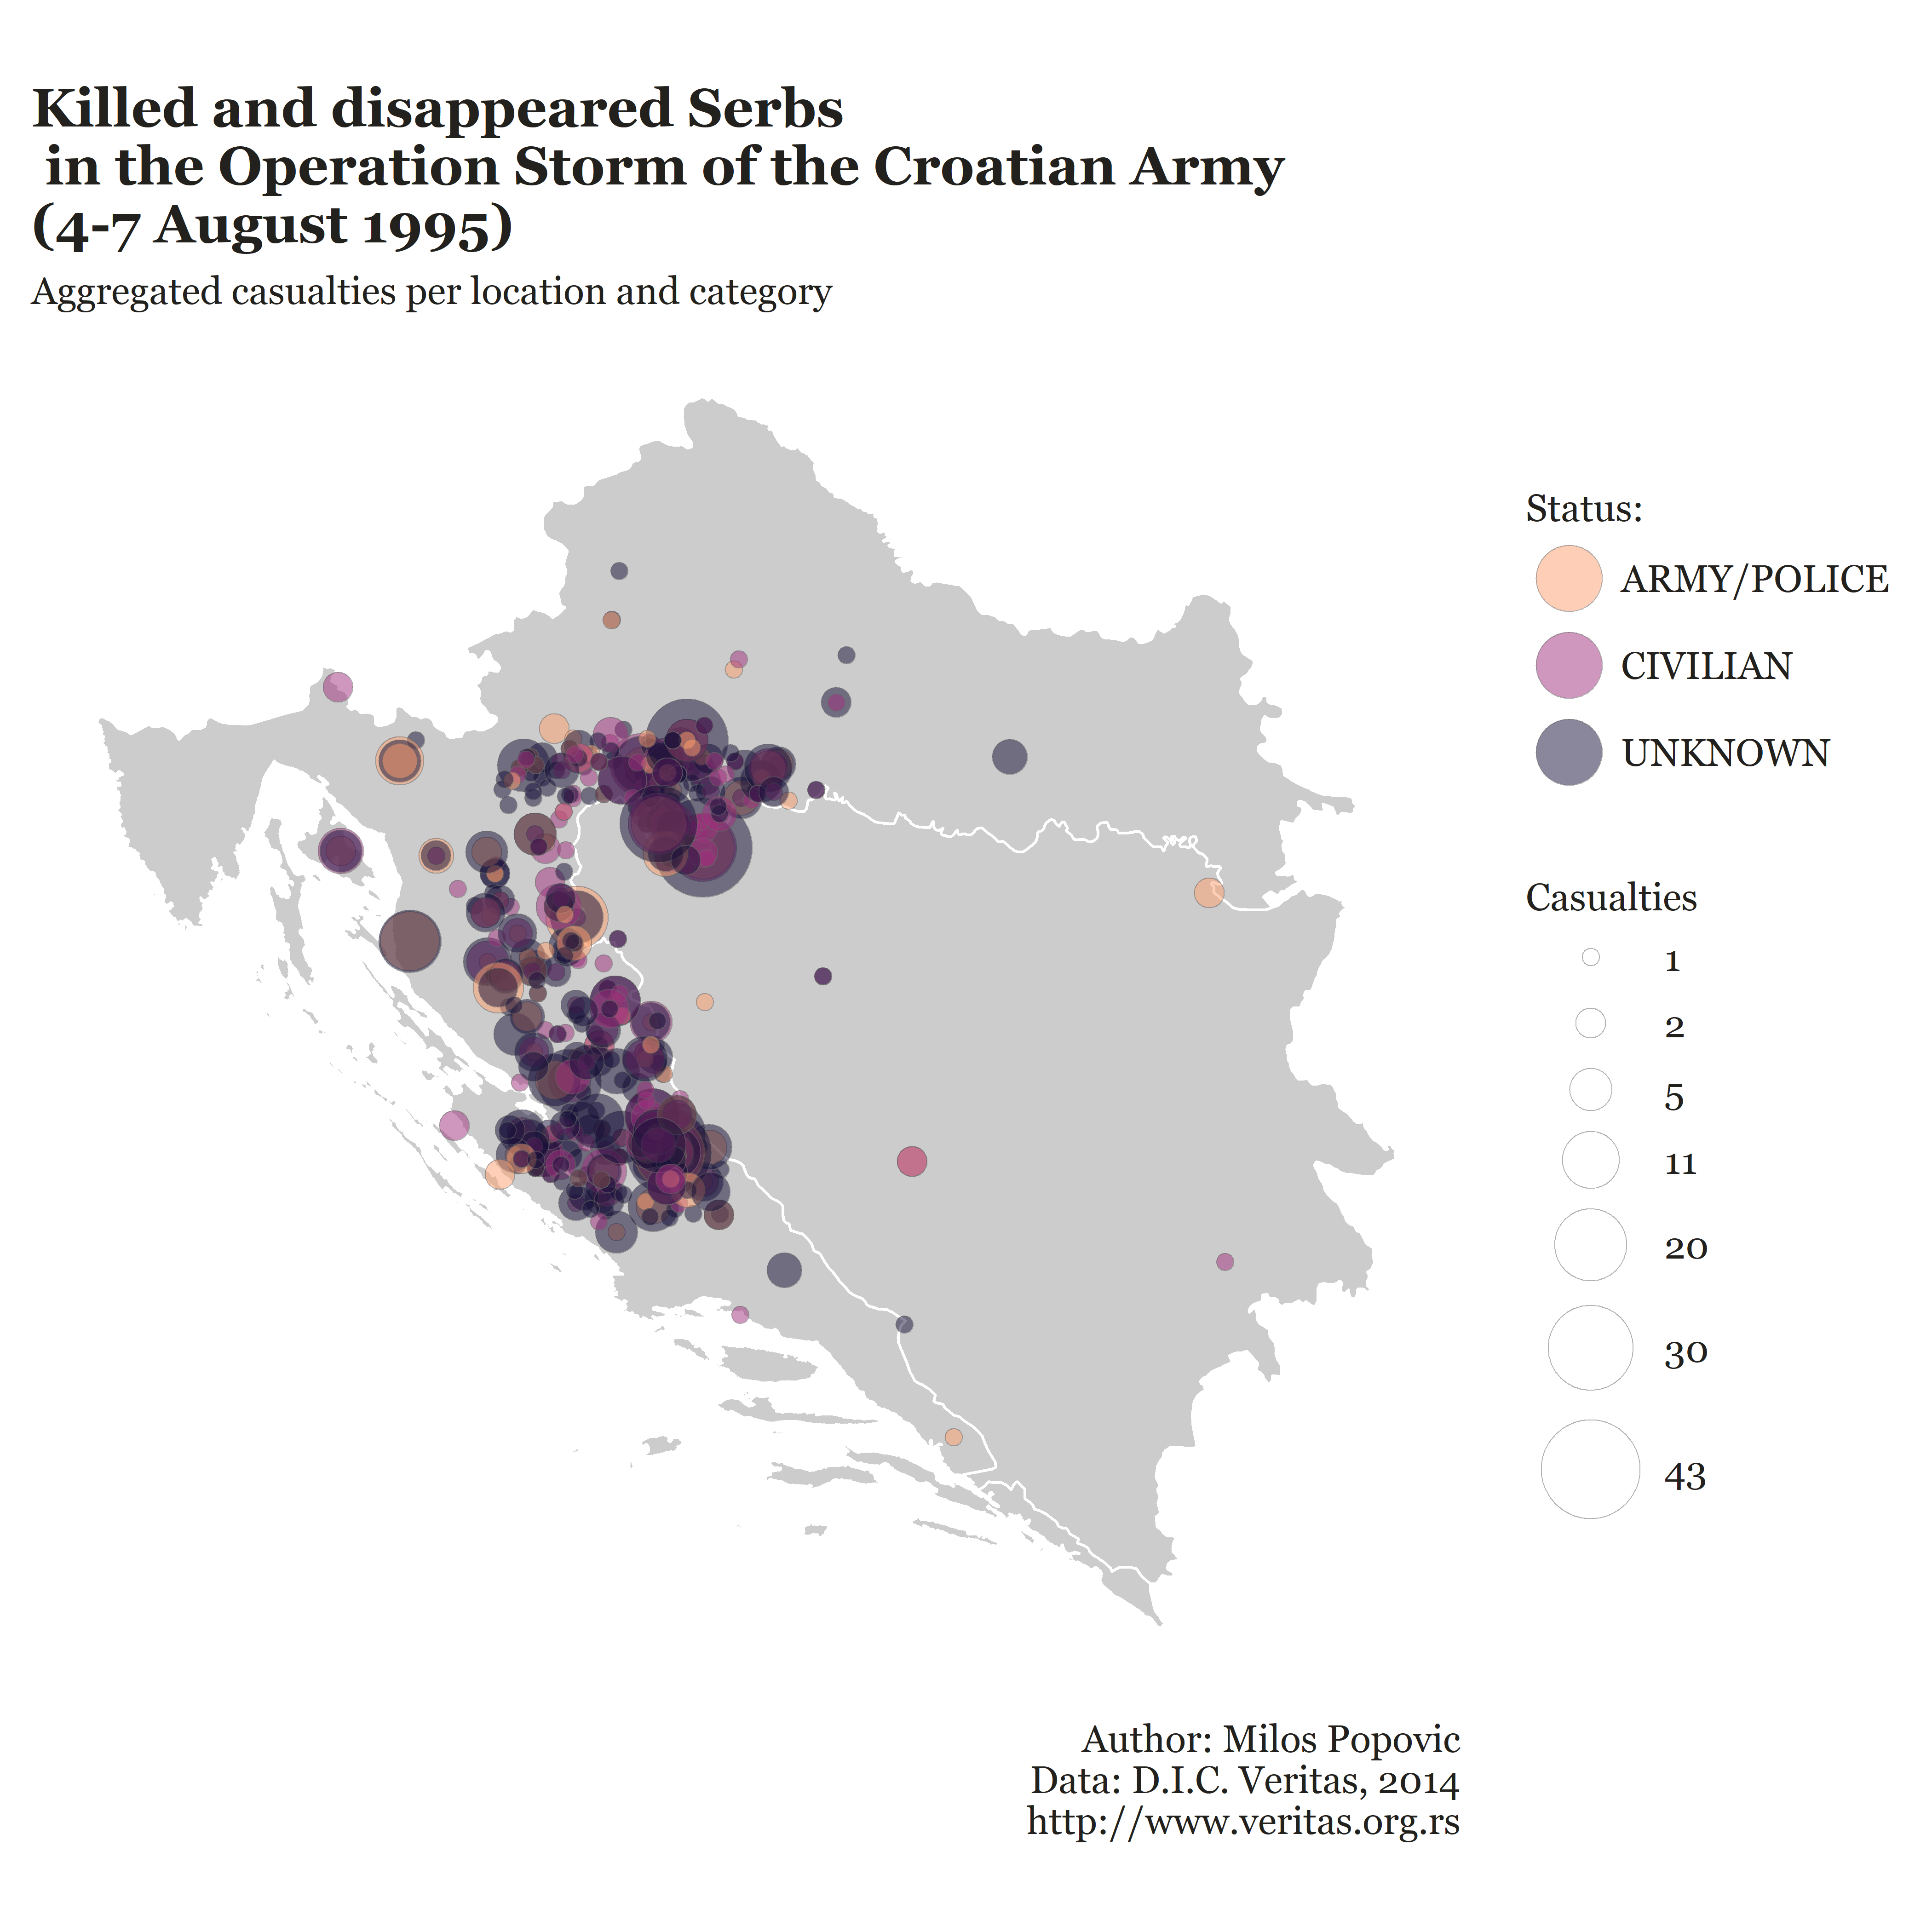 Killed and disappeared Serbs
in the Operation Storm of the Croatian Army
(4-7 August 1995)
Aggregated casualties per location and category
Status:
ARMY/POLICE
CIVILIAN
UNKNOWN
Casualties
1
2
5
11
20
30
43
Author: Milos Popovic
Data: D.I.C. Veritas, 2014
http://www.veritas.org.rs